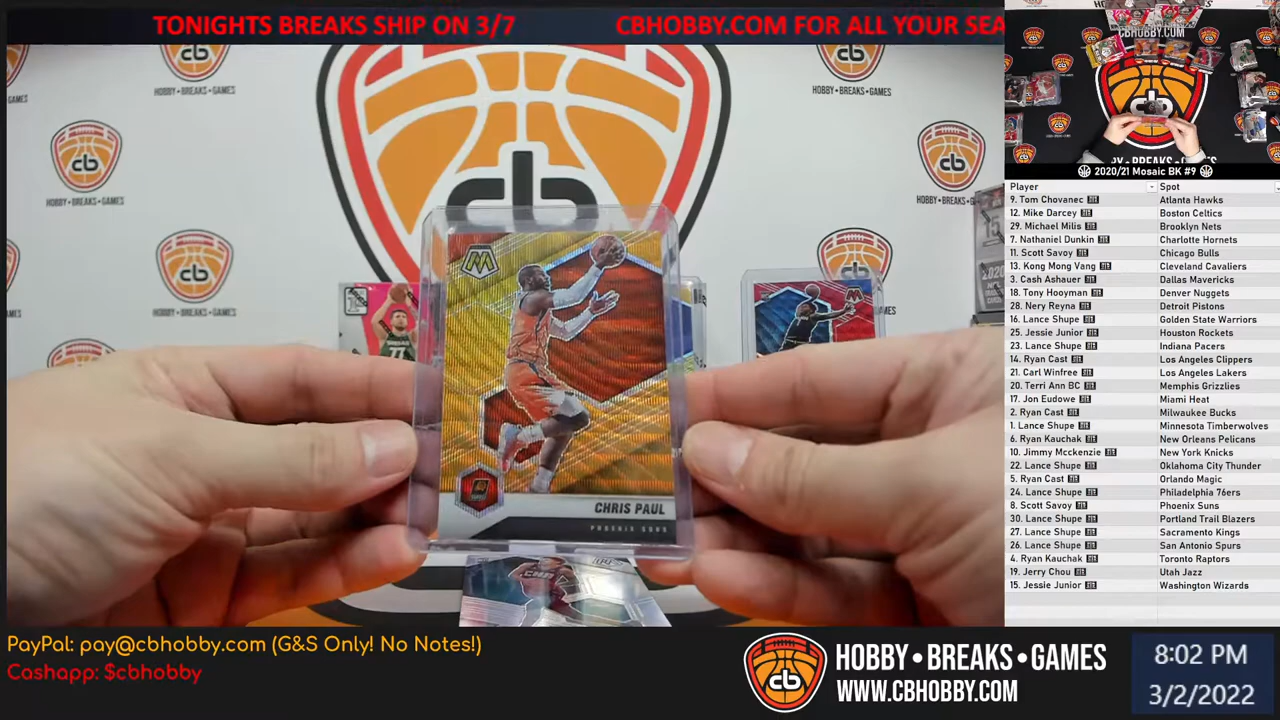 TONIGHTS BREAKS SHIP ON 3/7
CBHOBBY.COM FOR ALL YOUR SEA
HOBBY•BREAKS•GAMES
cb
CHRIS PAUL
PHOENIX SUNS
77
2020/21 Mosaic BK #9
Player Spot
9. Tom Chovanec Atlanta Hawks
12. Mike Darcey Boston Celtics
29. Michael Milis Brooklyn Nets
7. Nathaniel Dunkin Charlotte Hornets
11. Scott Savoy Chicago Bulls
13. Kong Mong Vang Cleveland Cavaliers
3. Cash Ashauer Dallas Mavericks
18. Tony Hooyman Denver Nuggets
28. Nery Reyna Detroit Pistons
16. Lance Shupe Golden State Warriors
25. Jessie Junior Houston Rockets
23. Lance Shupe Indiana Pacers
14. Ryan Cast Los Angeles Clippers
21. Carl Winfree Los Angeles Lakers
20. Terri Ann BC Memphis Grizzlies
17. Jon Eudowe Miami Heat
2. Ryan Cast Milwaukee Bucks
1. Lance Shupe Minnesota Timberwolves
6. Ryan Kauchak New Orleans Pelicans
10. Jimmy Mcckenzie New York Knicks
22. Lance Shupe Oklahoma City Thunder
5. Ryan Cast Orlando Magic
24. Lance Shupe Philadelphia 76ers
8. Scott Savoy Phoenix Suns
30. Lance Shupe Portland Trail Blazers
27. Lance Shupe Sacramento Kings
26. Lance Shupe San Antonio Spurs
4. Ryan Kauchak Toronto Raptors
19. Jerry Chou Utah Jazz
15. Jessie Junior Washington Wizards
PayPal: pay@cbhobby.com (G&S Only! No Notes!)
Cashapp: $cbhobby
cb
HOBBY•BREAKS•GAMES
WWW.CBHOBBY.COM
8:02 PM
3/2/2022